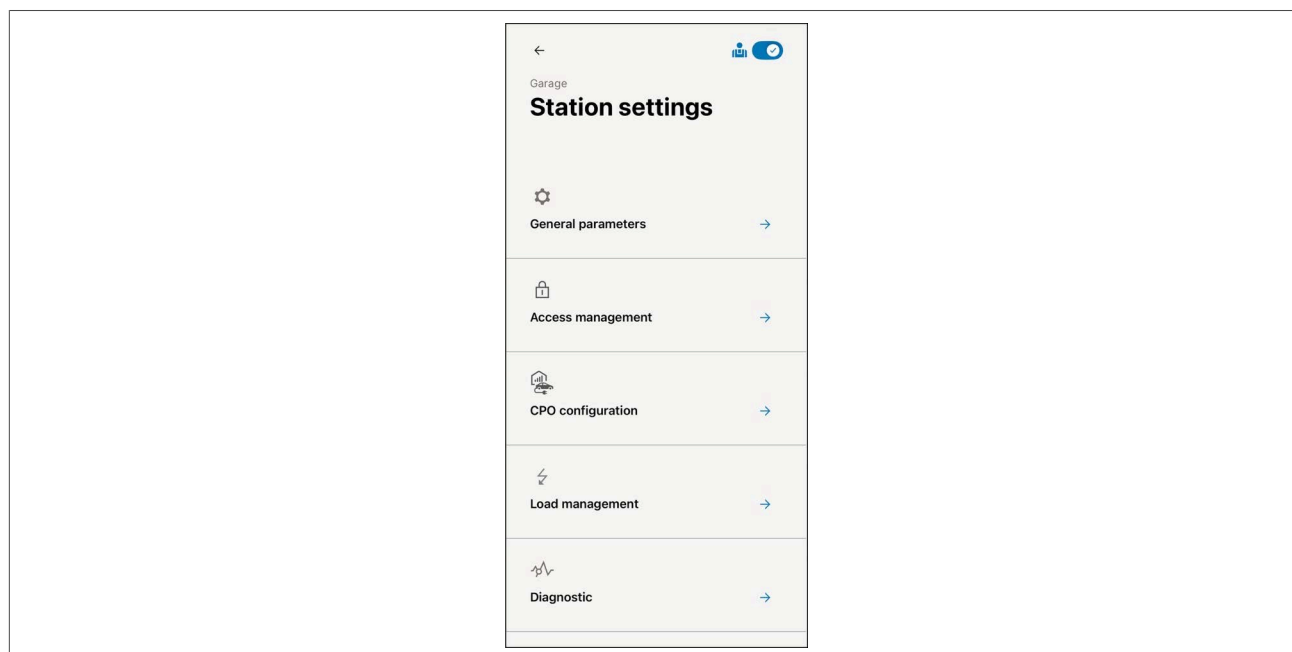 Garage
Station settings
General parameters
Access management
CPO configuration
Load management
Diagnostic